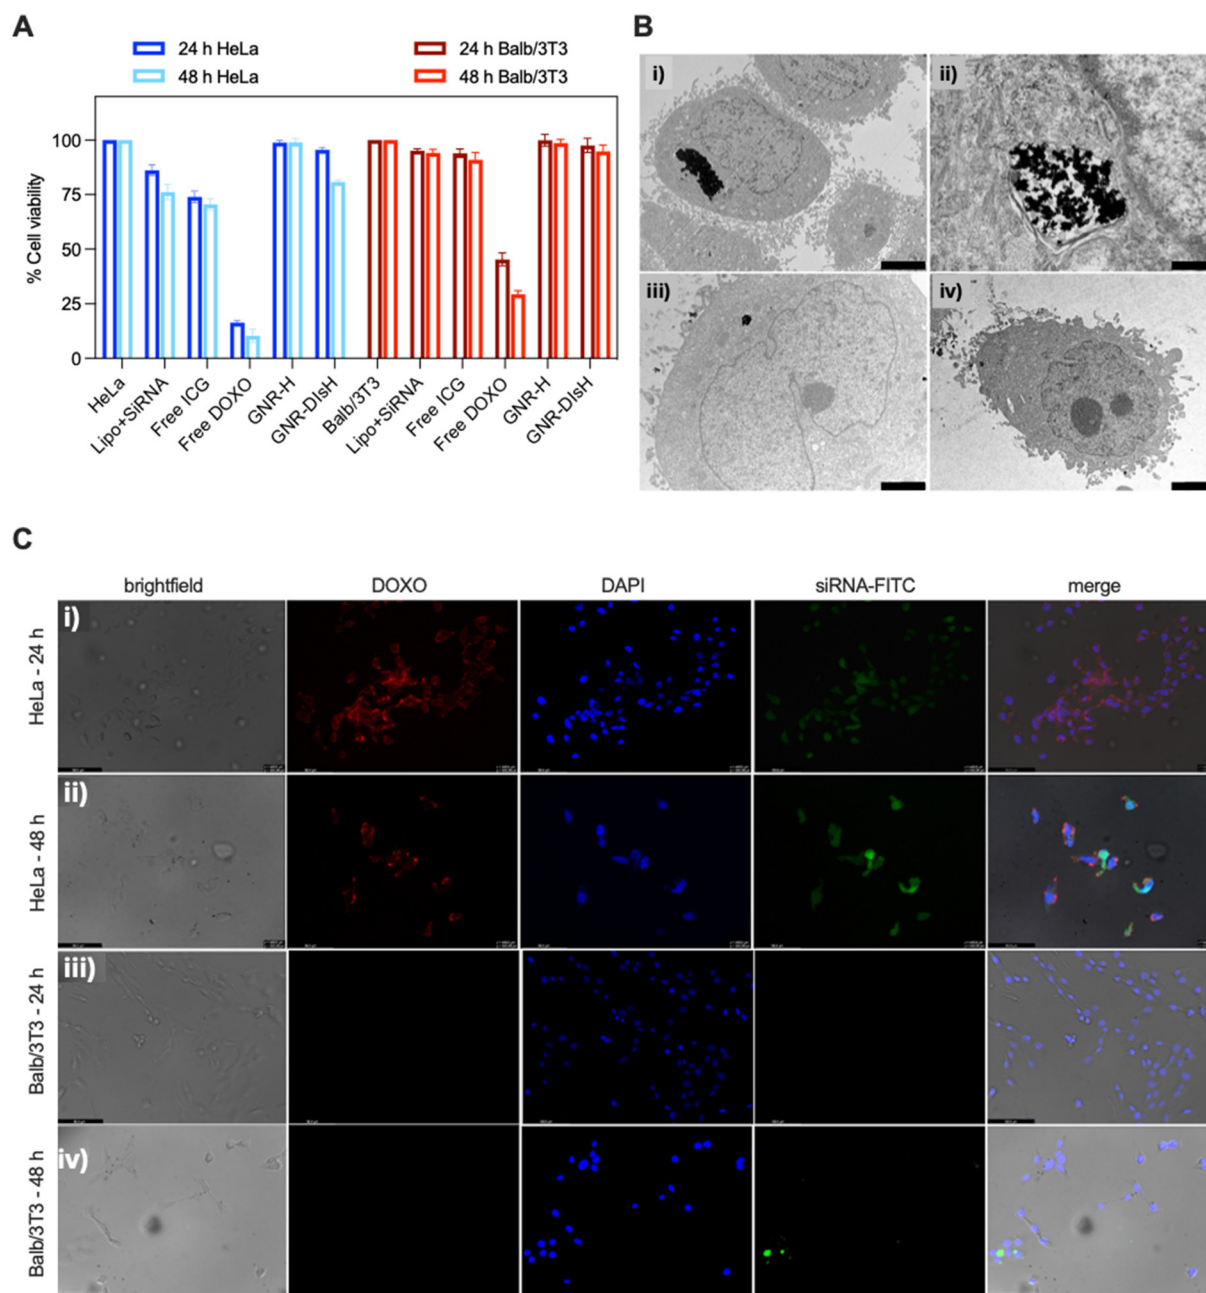 A
24 h HeLa
48 h HeLa
24 h Balb/3T3
48 h Balb/3T3
% Cell viability
100
75
50
25
0
HeLa
Lipo+SiRNA
Free ICG
Free DOXO
GNR-H
GNR-DIsH
Balb/3T3
Lipo+SiRNA
Free ICG
Free DOXO
GNR-H
GNR-DIsH
B
i)
ii)
iii)
iv)
C
brightfield
DOXO
DAPI
siRNA-FITC
merge
HeLa - 24 h
i)
HeLa - 48 h
ii)
Balb/3T3 - 24 h
iii)
Balb/3T3 - 48 h
iv)